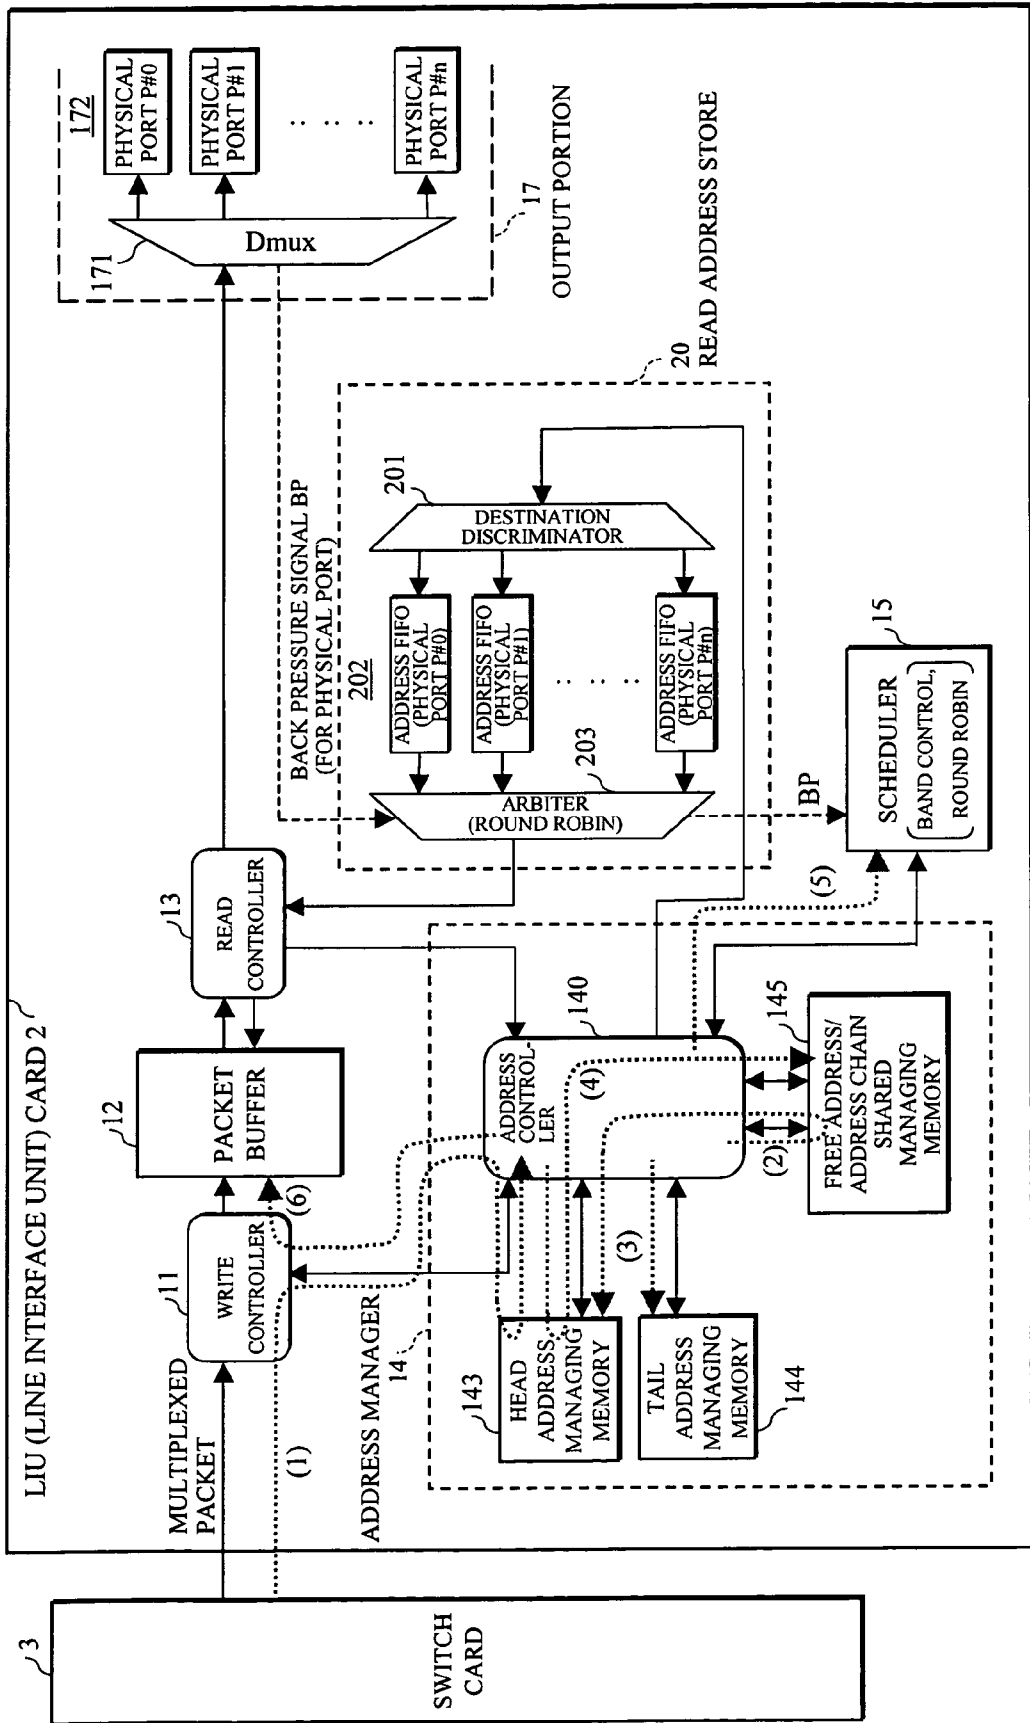 LIU (LINE INTERFACE UNIT) CARD 2
3
SWITCH
CARD
MULTIPLEXED
PACKET
(1)
11
WRITE
CONTROLLER
(6)
12
PACKET
BUFFER
13
READ
CONTROLLER
171
Dmux
172
PHYSICAL
PORT P#0
PHYSICAL
PORT P#1
PHYSICAL
PORT P#n
17
OUTPUT PORTION
BACK PRESSURE SIGNAL BP
(FOR PHYSICAL PORT)
20
READ ADDRESS STORE
201
DESTINATION
DISCRIMINATOR
202
ADDRESS FIFO
(PHYSICAL
PORT P#0)
ADDRESS FIFO
(PHYSICAL
PORT P#1)
ADDRESS FIFO
(PHYSICAL
PORT P#n)
203
ARBITER
(ROUND ROBIN)
BP
15
SCHEDULER
BAND CONTROL,
ROUND ROBIN
(5)
ADDRESS MANAGER
14
140
ADDRESS
CONTROL-
LER
(4)
143
HEAD
ADDRESS
MANAGING
MEMORY
(3)
TAIL
ADDRESS
MANAGING
MEMORY
144
(2)
145
FREE ADDRESS/
ADDRESS CHAIN
SHARED
MANAGING
MEMORY